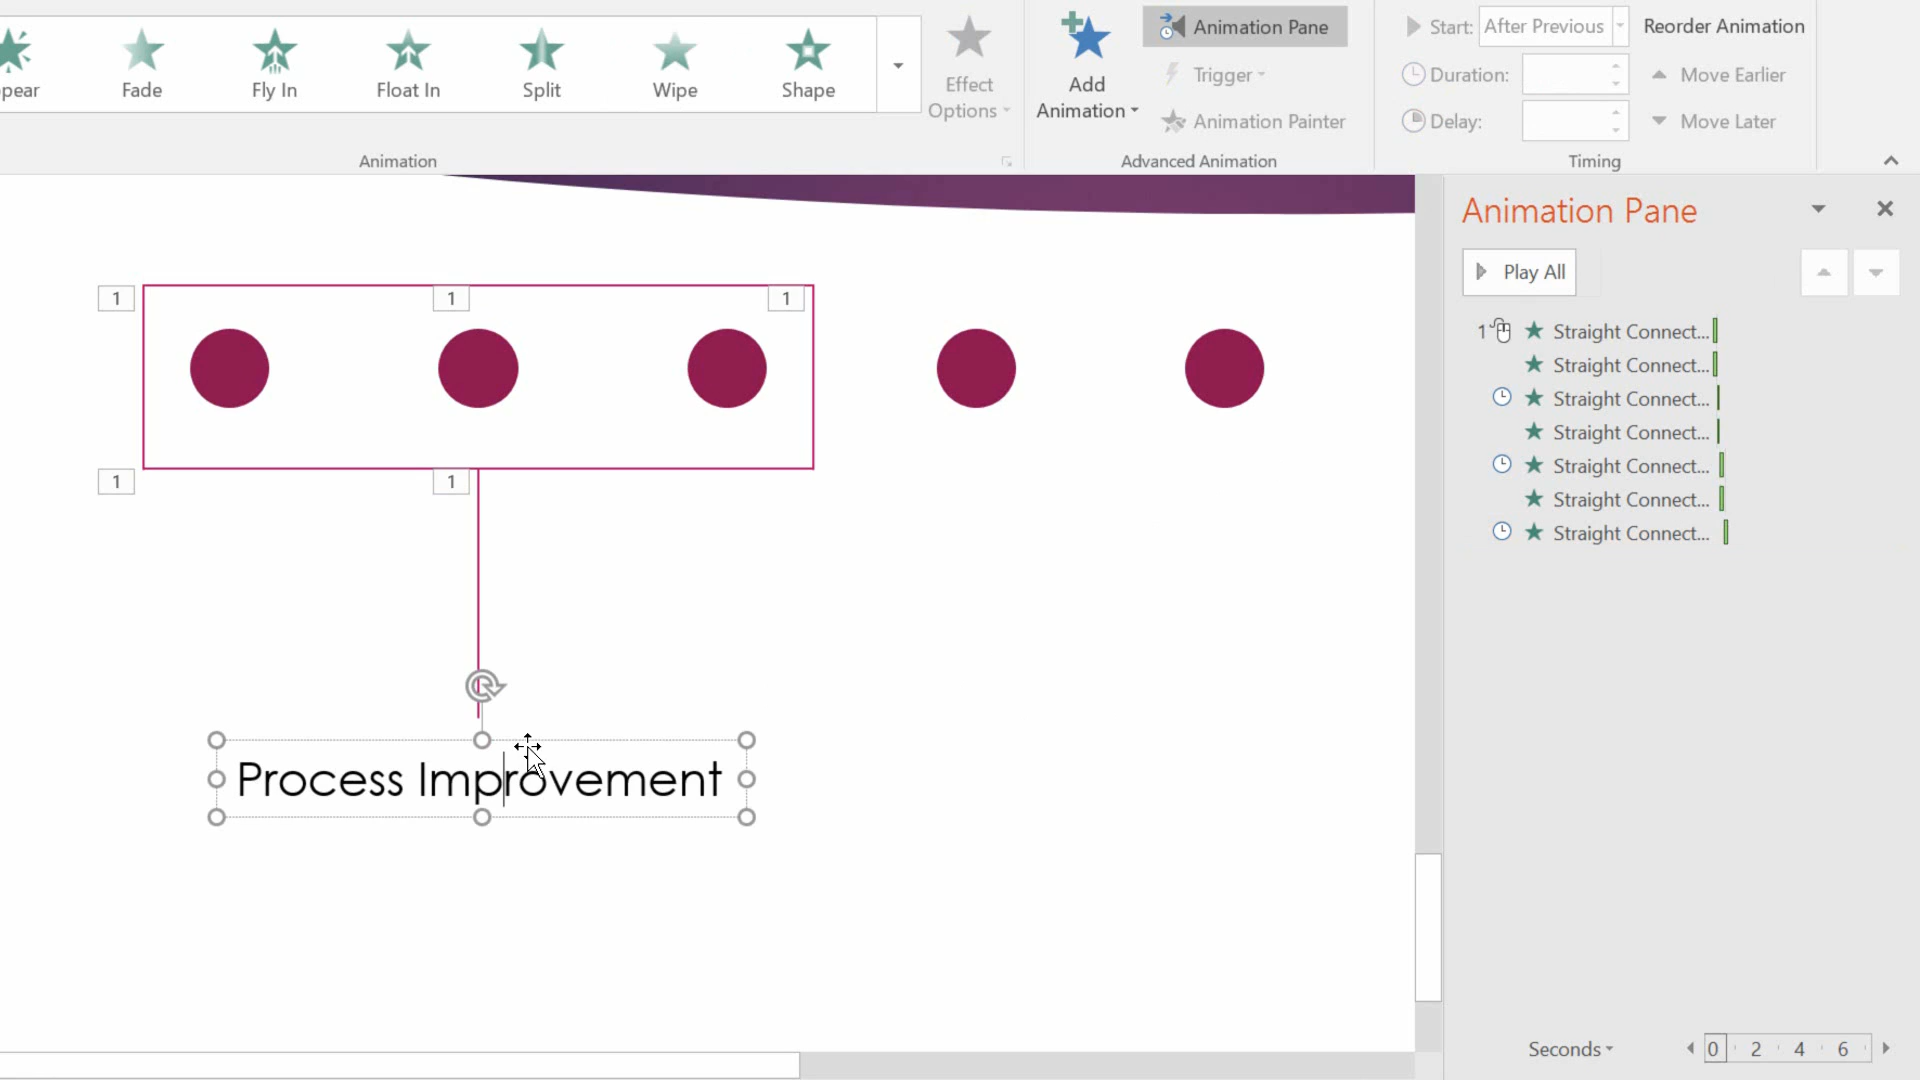 pear
Fade
Fly In
Float In
Split
Wipe
Shape
Effect
Options
Animation
Add
Animation
Animation Pane
Trigger
Animation Painter
Advanced Animation
Start: After Previous
Duration:
Delay:
Reorder Animation
Move Earlier
Move Later
Timing
1
1
1
1
1
Process Improvement
Animation Pane
Play All
1 Straight Connect...
Straight Connect...
Straight Connect...
Straight Connect...
Straight Connect...
Straight Connect...
Straight Connect...
Seconds
0 2 4 6